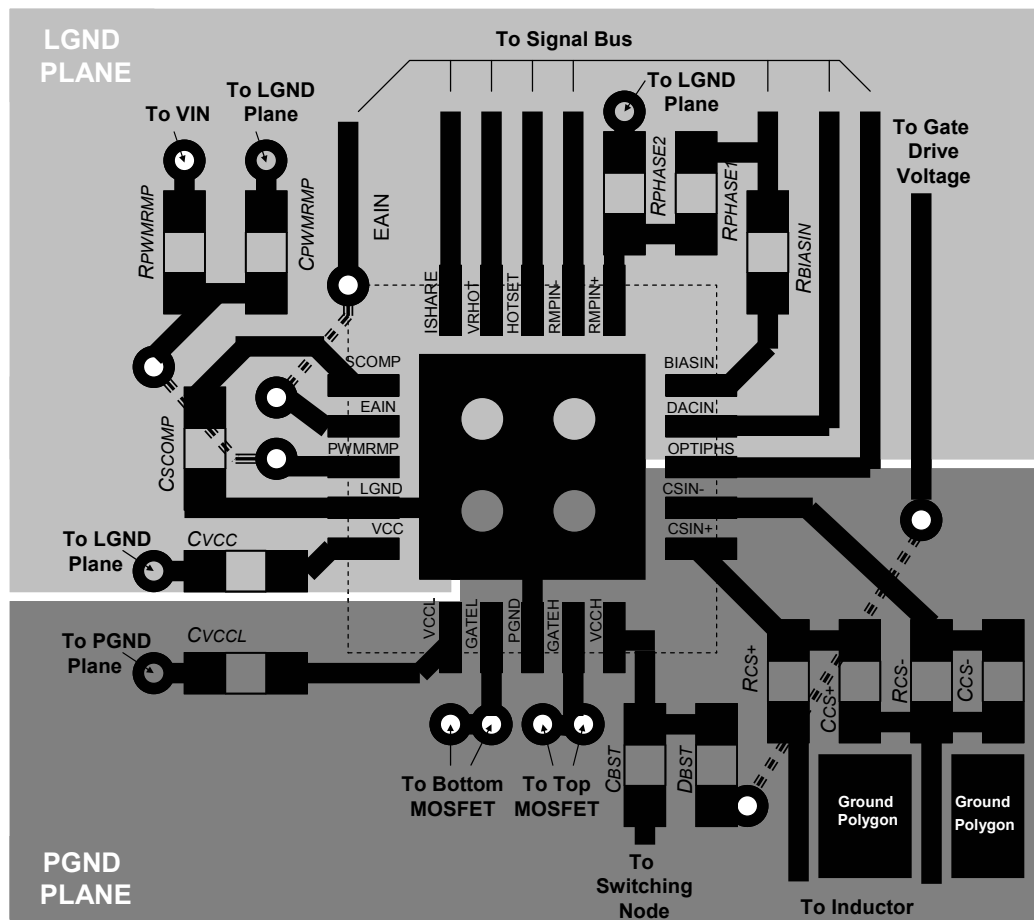 LGND
PLANE
To Signal Bus
To LGND
Plane
To VIN
To LGND
Plane
To Gate
Drive
Voltage
RPWMRMP
CPWMRMP
EAIN
RPHASE2
RPHASE1
RBIASIN
ISHARE
VRHOT
HOTSET
RMPIN-
RMPIN+
SCOMP
EAIN
PWMRMP
LGND
VCC
BIASIN
DACIN
OPTIPHS
CSIN-
CSIN+
CSCOMP
To LGND
Plane
CVCC
To PGND
Plane
CVCCL
VCCL
GATEL
PGND
GATEH
VCCH
RCS+
CCS+
RCS-
CCS-
CBST
DBST
To Bottom
MOSFET
To Top
MOSFET
Ground
Polygon
Ground
Polygon
PGND
PLANE
To
Switching
Node
To Inductor